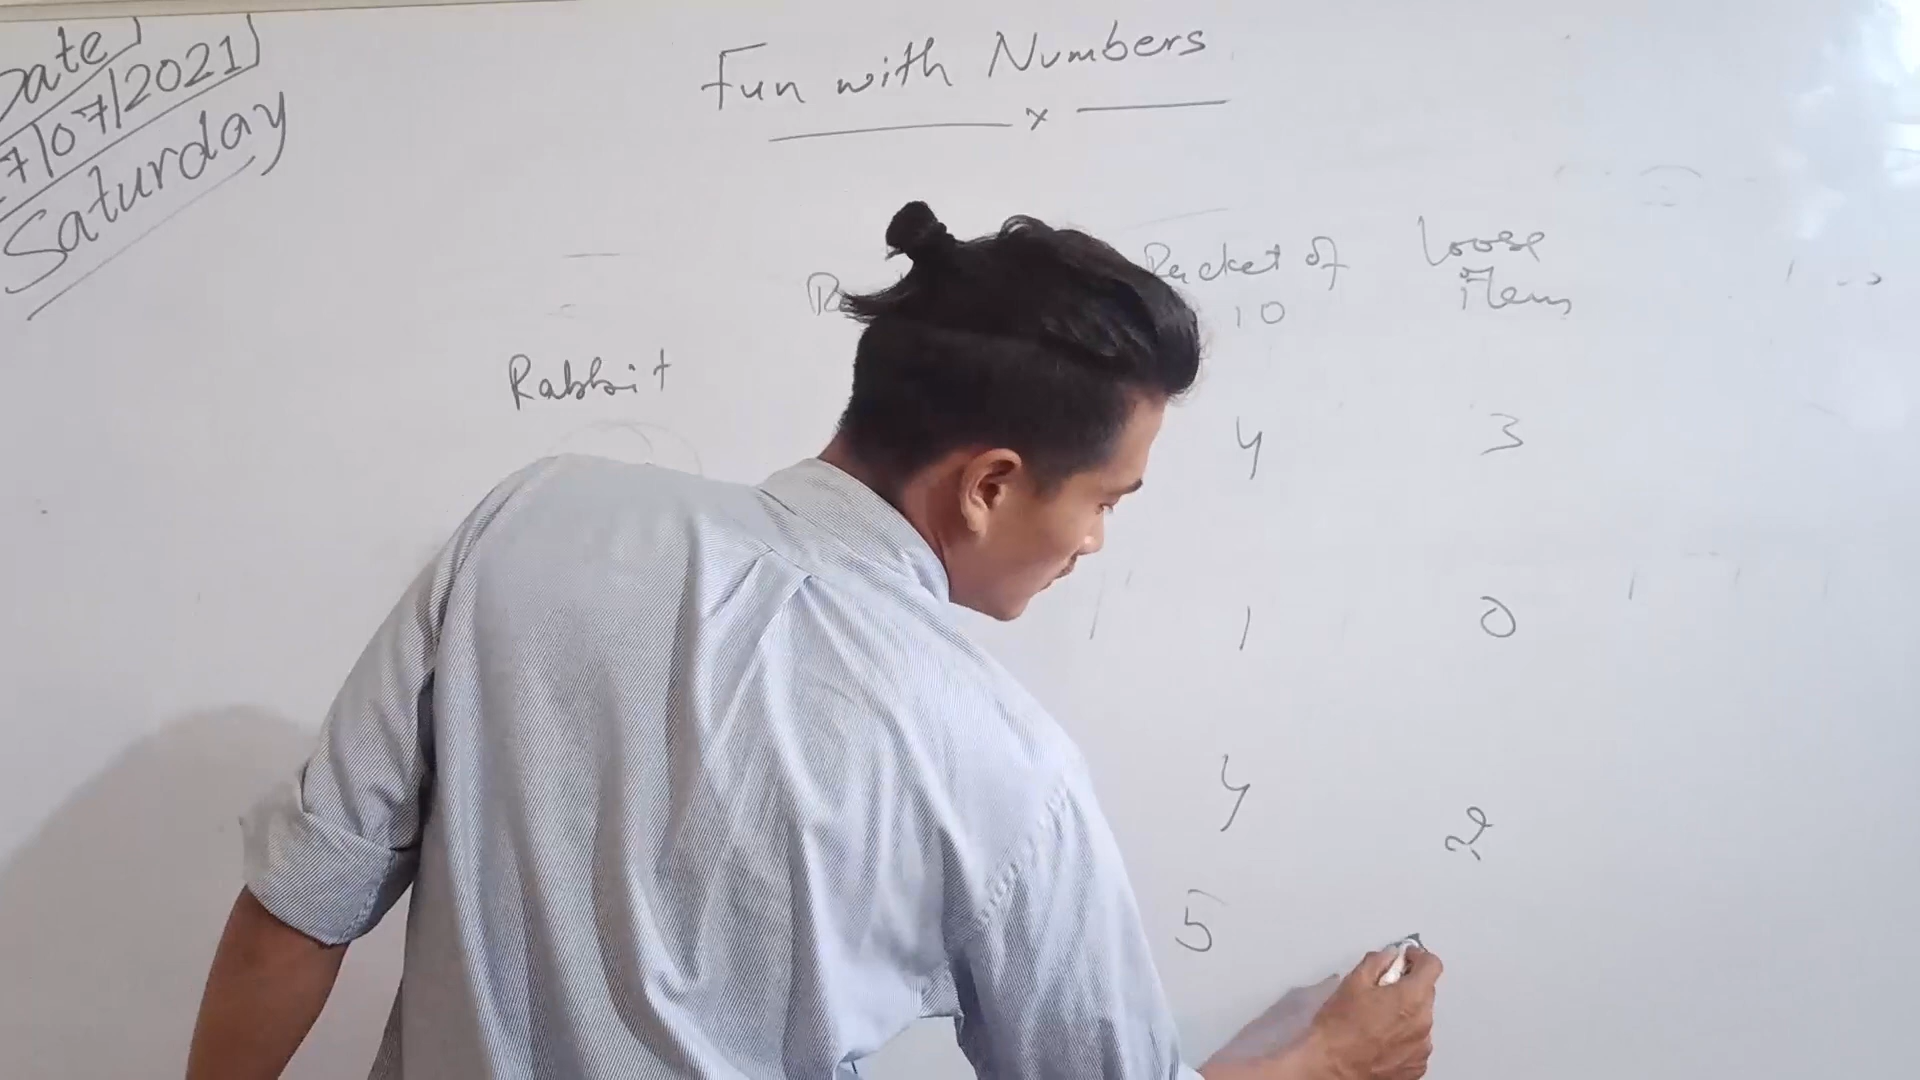 Date
7/07/2021
Saturday
Fun with Numbers
x
Packet of
10
loose
item
Rabbit
4 3
1 0
4 2
5